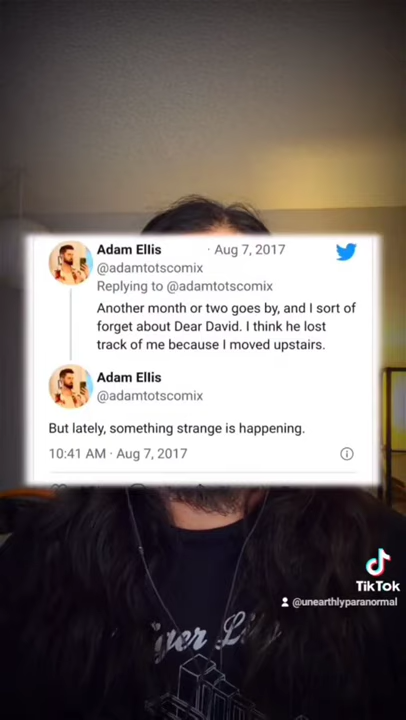 Adam Ellis · Aug 7, 2017
@adamtotscomix
Replying to @adamtotscomix
Another month or two goes by, and I sort of
forget about Dear David. I think he lost
track of me because I moved upstairs.
Adam Ellis
@adamtotscomix
But lately, something strange is happening.
10:41 AM · Aug 7, 2017
TikTok
@unearthlyparanormal